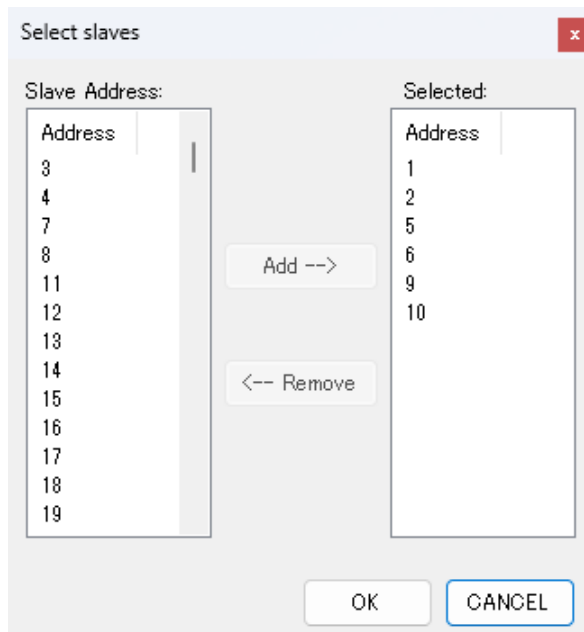 Select slaves
x
Slave Address:
Address
3
4
7
8
11
12
13
14
15
16
17
18
19
Add -->
<-- Remove
Selected:
Address
1
2
5
6
9
10
OK
CANCEL